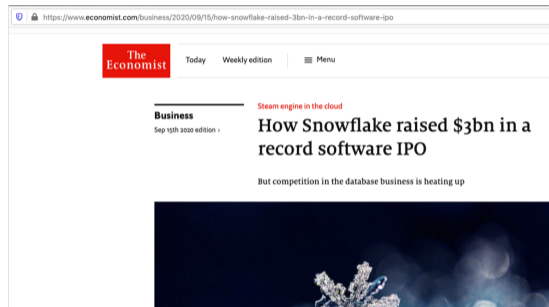 https://www.economist.com/business/2020/09/15/how-snowflake-raised-3bn-in-a-record-software-ipo
The
Economist
Today
Weekly edition
Menu
Business
Sep 15th 2020 edition ›
Steam engine in the cloud
How Snowflake raised $3bn in a
record software IPO
But competition in the database business is heating up